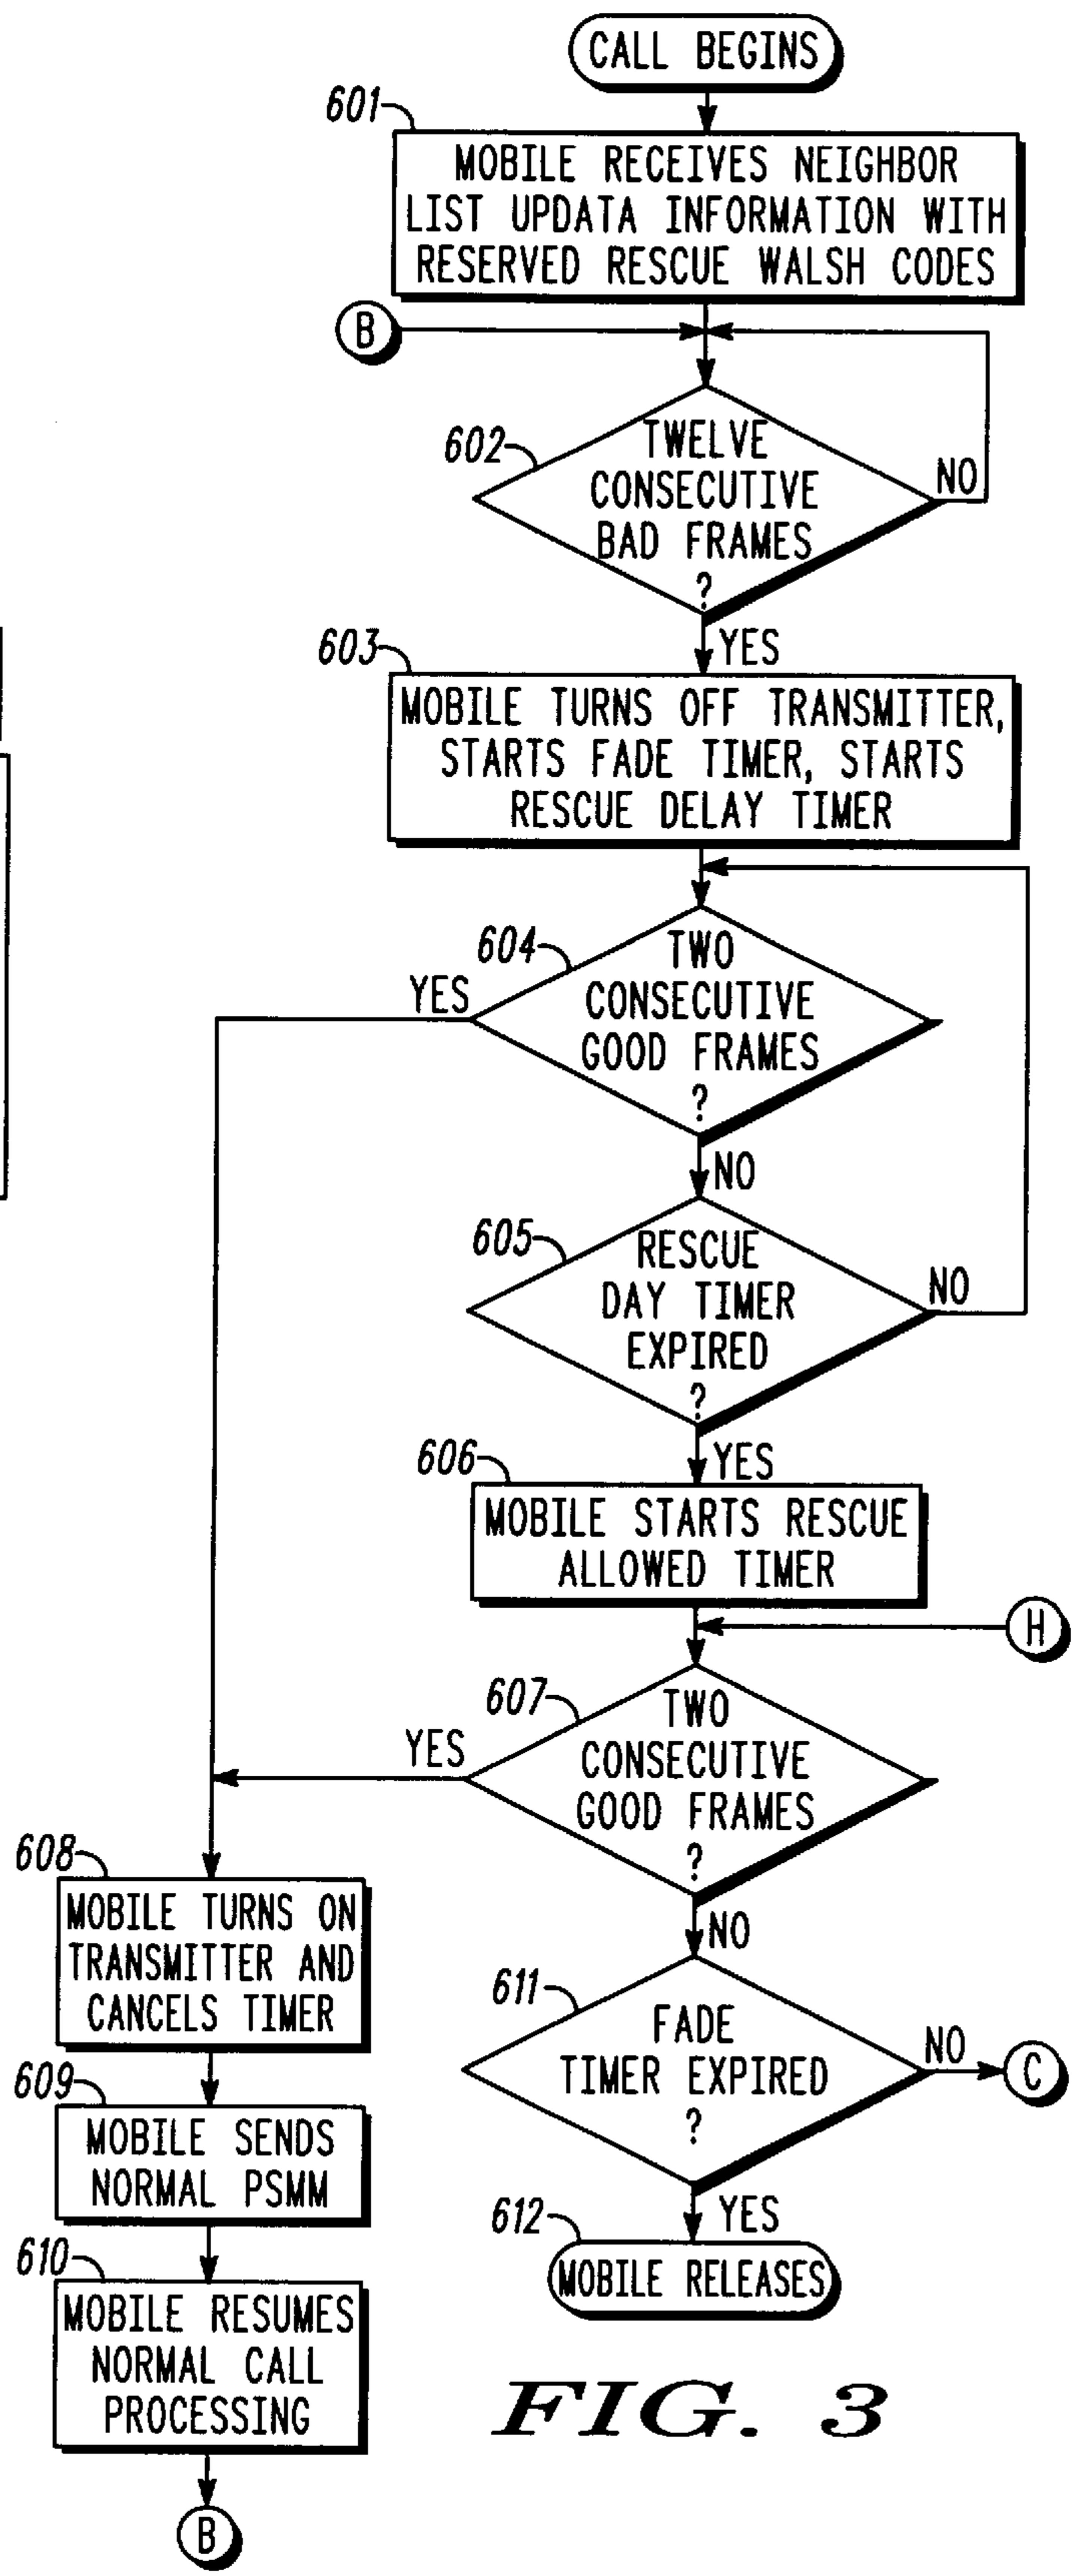 CALL BEGINS
601
MOBILE RECEIVES NEIGHBOR
LIST UPDATA INFORMATION WITH
RESERVED RESCUE WALSH CODES
B
602
TWELVE
CONSECUTIVE
BAD FRAMES
?
NO
YES
603
MOBILE TURNS OFF TRANSMITTER,
STARTS FADE TIMER, STARTS
RESCUE DELAY TIMER
604
TWO
CONSECUTIVE
GOOD FRAMES
?
YES
NO
605
RESCUE
DAY TIMER
EXPIRED
?
NO
YES
606
MOBILE STARTS RESCUE
ALLOWED TIMER
H
607
TWO
CONSECUTIVE
GOOD FRAMES
?
YES
NO
608
MOBILE TURNS ON
TRANSMITTER AND
CANCELS TIMER
611
FADE
TIMER EXPIRED
?
NO
C
YES
609
MOBILE SENDS
NORMAL PSMM
612
MOBILE RELEASES
610
MOBILE RESUMES
NORMAL CALL
PROCESSING
B
FIG. 3